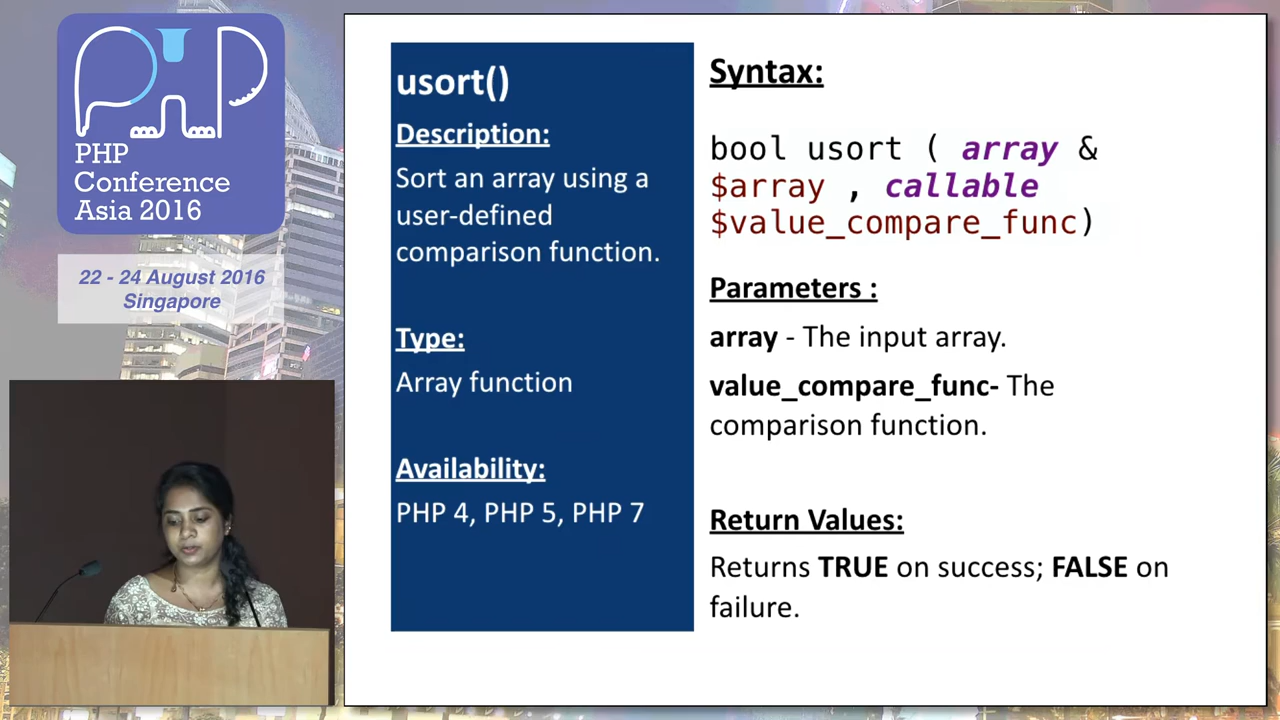 PHP
PHP
Conference
Asia 2016
22 - 24 August 2016
Singapore
usort()
Description:
Sort an array using a
user-defined
comparison function.
Type:
Array function
Availability:
PHP 4, PHP 5, PHP 7
Syntax:
bool usort ( array &
$array , callable
$value_compare_func)
Parameters :
array - The input array.
value_compare_func- The
comparison function.
Return Values:
Returns TRUE on success; FALSE on
failure.